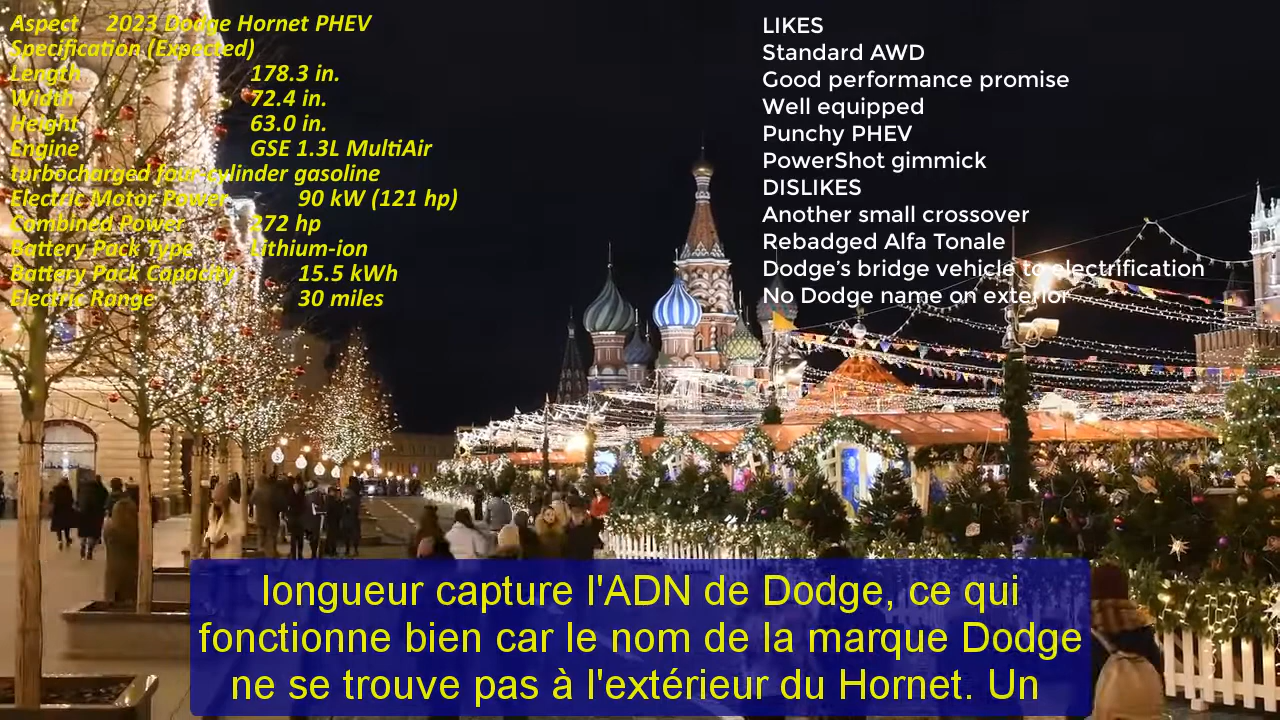 Aspect 2023 Dodge Hornet PHEV
Specification (Expected)
Length 178.3 in.
Width 72.4 in.
Height 63.0 in.
Engine GSE 1.3L MultiAir
turbocharged four-cylinder gasoline
Electric Motor Power 90 kW (121 hp)
Combined Power 272 hp
Battery Pack Type Lithium-ion
Battery Pack Capacity 15.5 kWh
Electric Range 30 miles
LIKES
Standard AWD
Good performance promise
Well equipped
Punchy PHEV
PowerShot gimmick
DISLIKES
Another small crossover
Rebadged Alfa Tonale
Dodge’s bridge vehicle to electrification
No Dodge name on exterior
longueur capture l'ADN de Dodge, ce qui
fonctionne bien car le nom de la marque Dodge
ne se trouve pas à l'extérieur du Hornet. Un